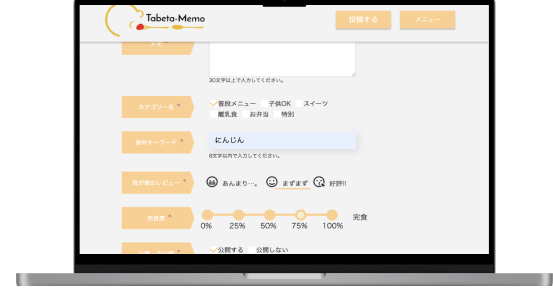 Tabeta-Memo
投稿する
メニュー
メモ *
30文字以上で入力してください。
カテゴリー名 *
普段メニュー 子供OK スイーツ
離乳食 お弁当 特別
食材キーワード *
にんじん
8文字以内で入力してください。
我が家のレビュー *
あんまり…。 まずまず 好評!!
完食度 *
0% 25% 50% 75% 100% 完食
公開する 公開しない